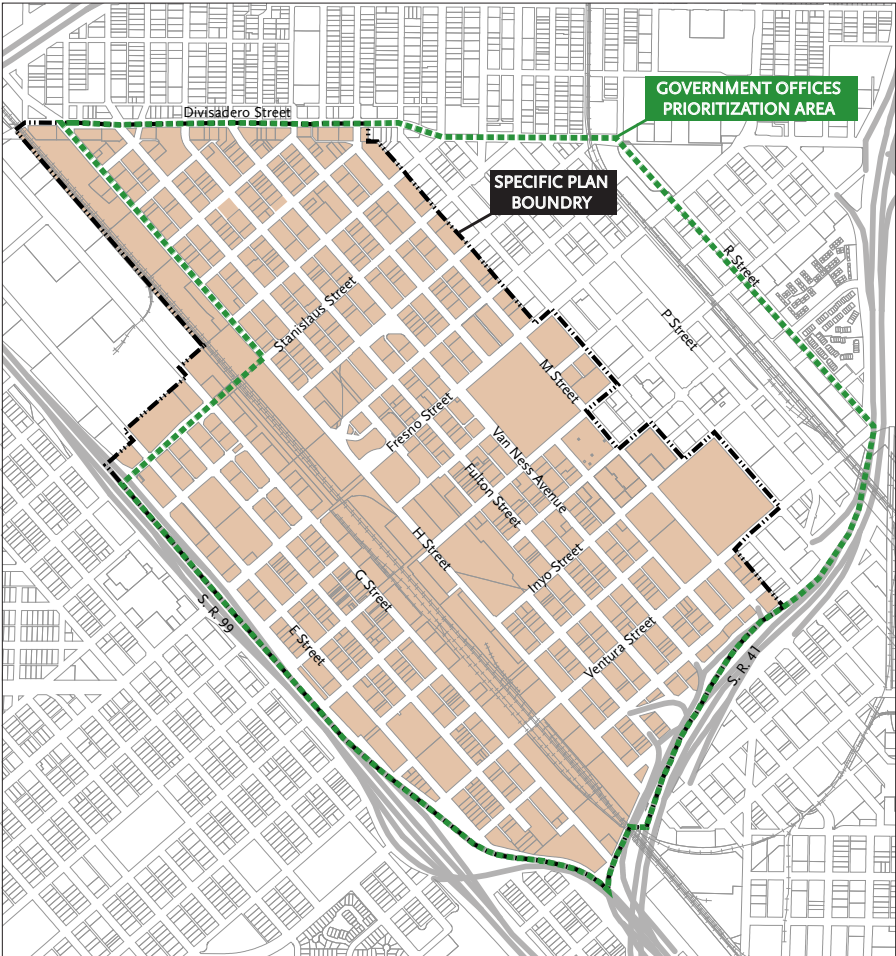 Divisadero Street
GOVERNMENT OFFICES
PRIORITIZATION AREA
SPECIFIC PLAN
BOUNDRY
R Street
Stanislaus Street
P Street
M Street
Fresno Street
Van Ness Avenue
Fulton Street
H Street
Inyo Street
G Street
S. R. 99
E Street
Ventura Street
S. R. 41